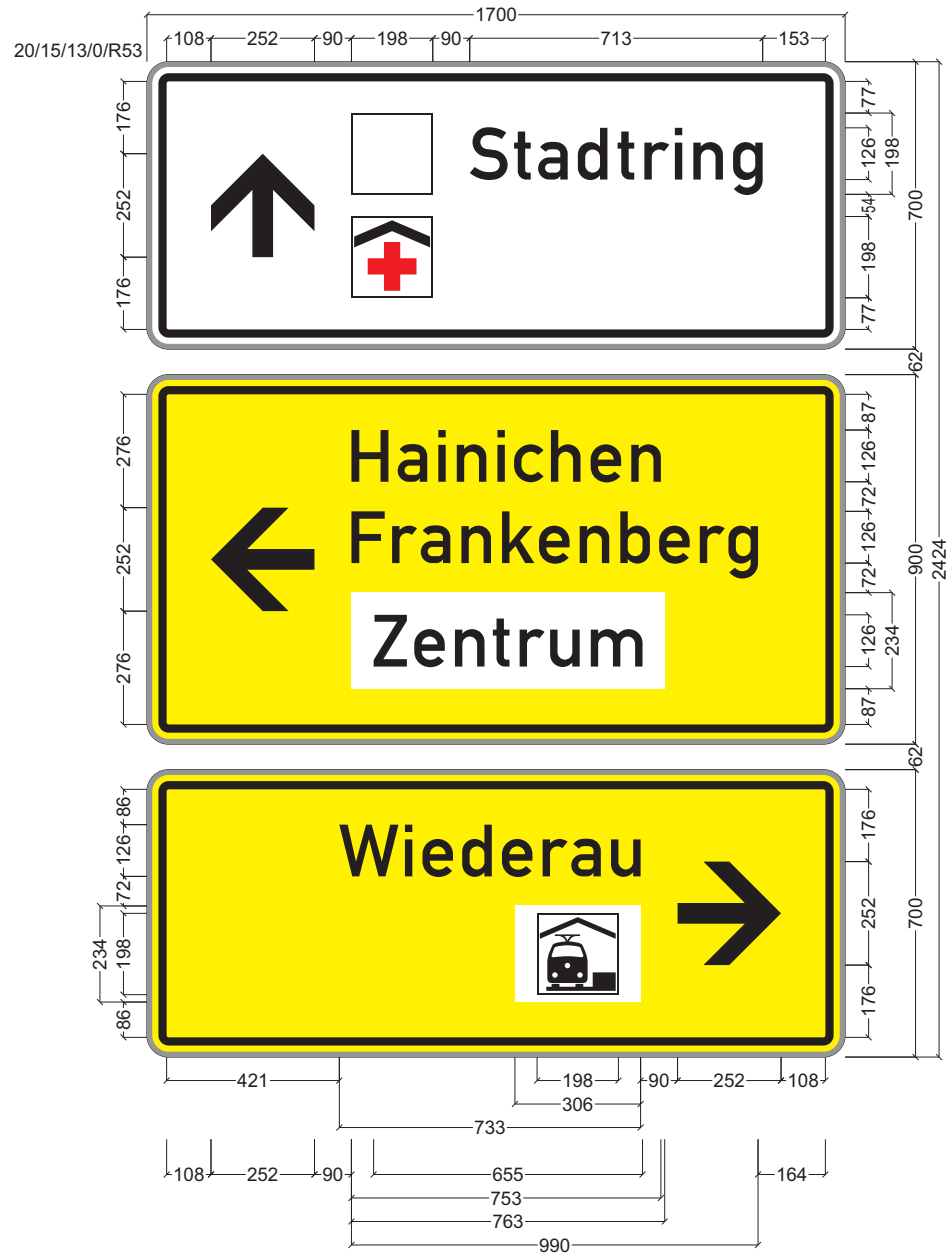 1700
108 252 90 198 90 713 153
20/15/13/0/R53
176 252 176
Stadtring
77 126 198 54 198 77
700
62
276 252 276
Hainichen
Frankenberg
Zentrum
87 126 72 126 72 126 234 87
900
2424
62
86 126 72 234 198 86
Wiederau
176 252 176
700
421 198 90 252 108
306
733
108 252 90 655 164
753
763
990